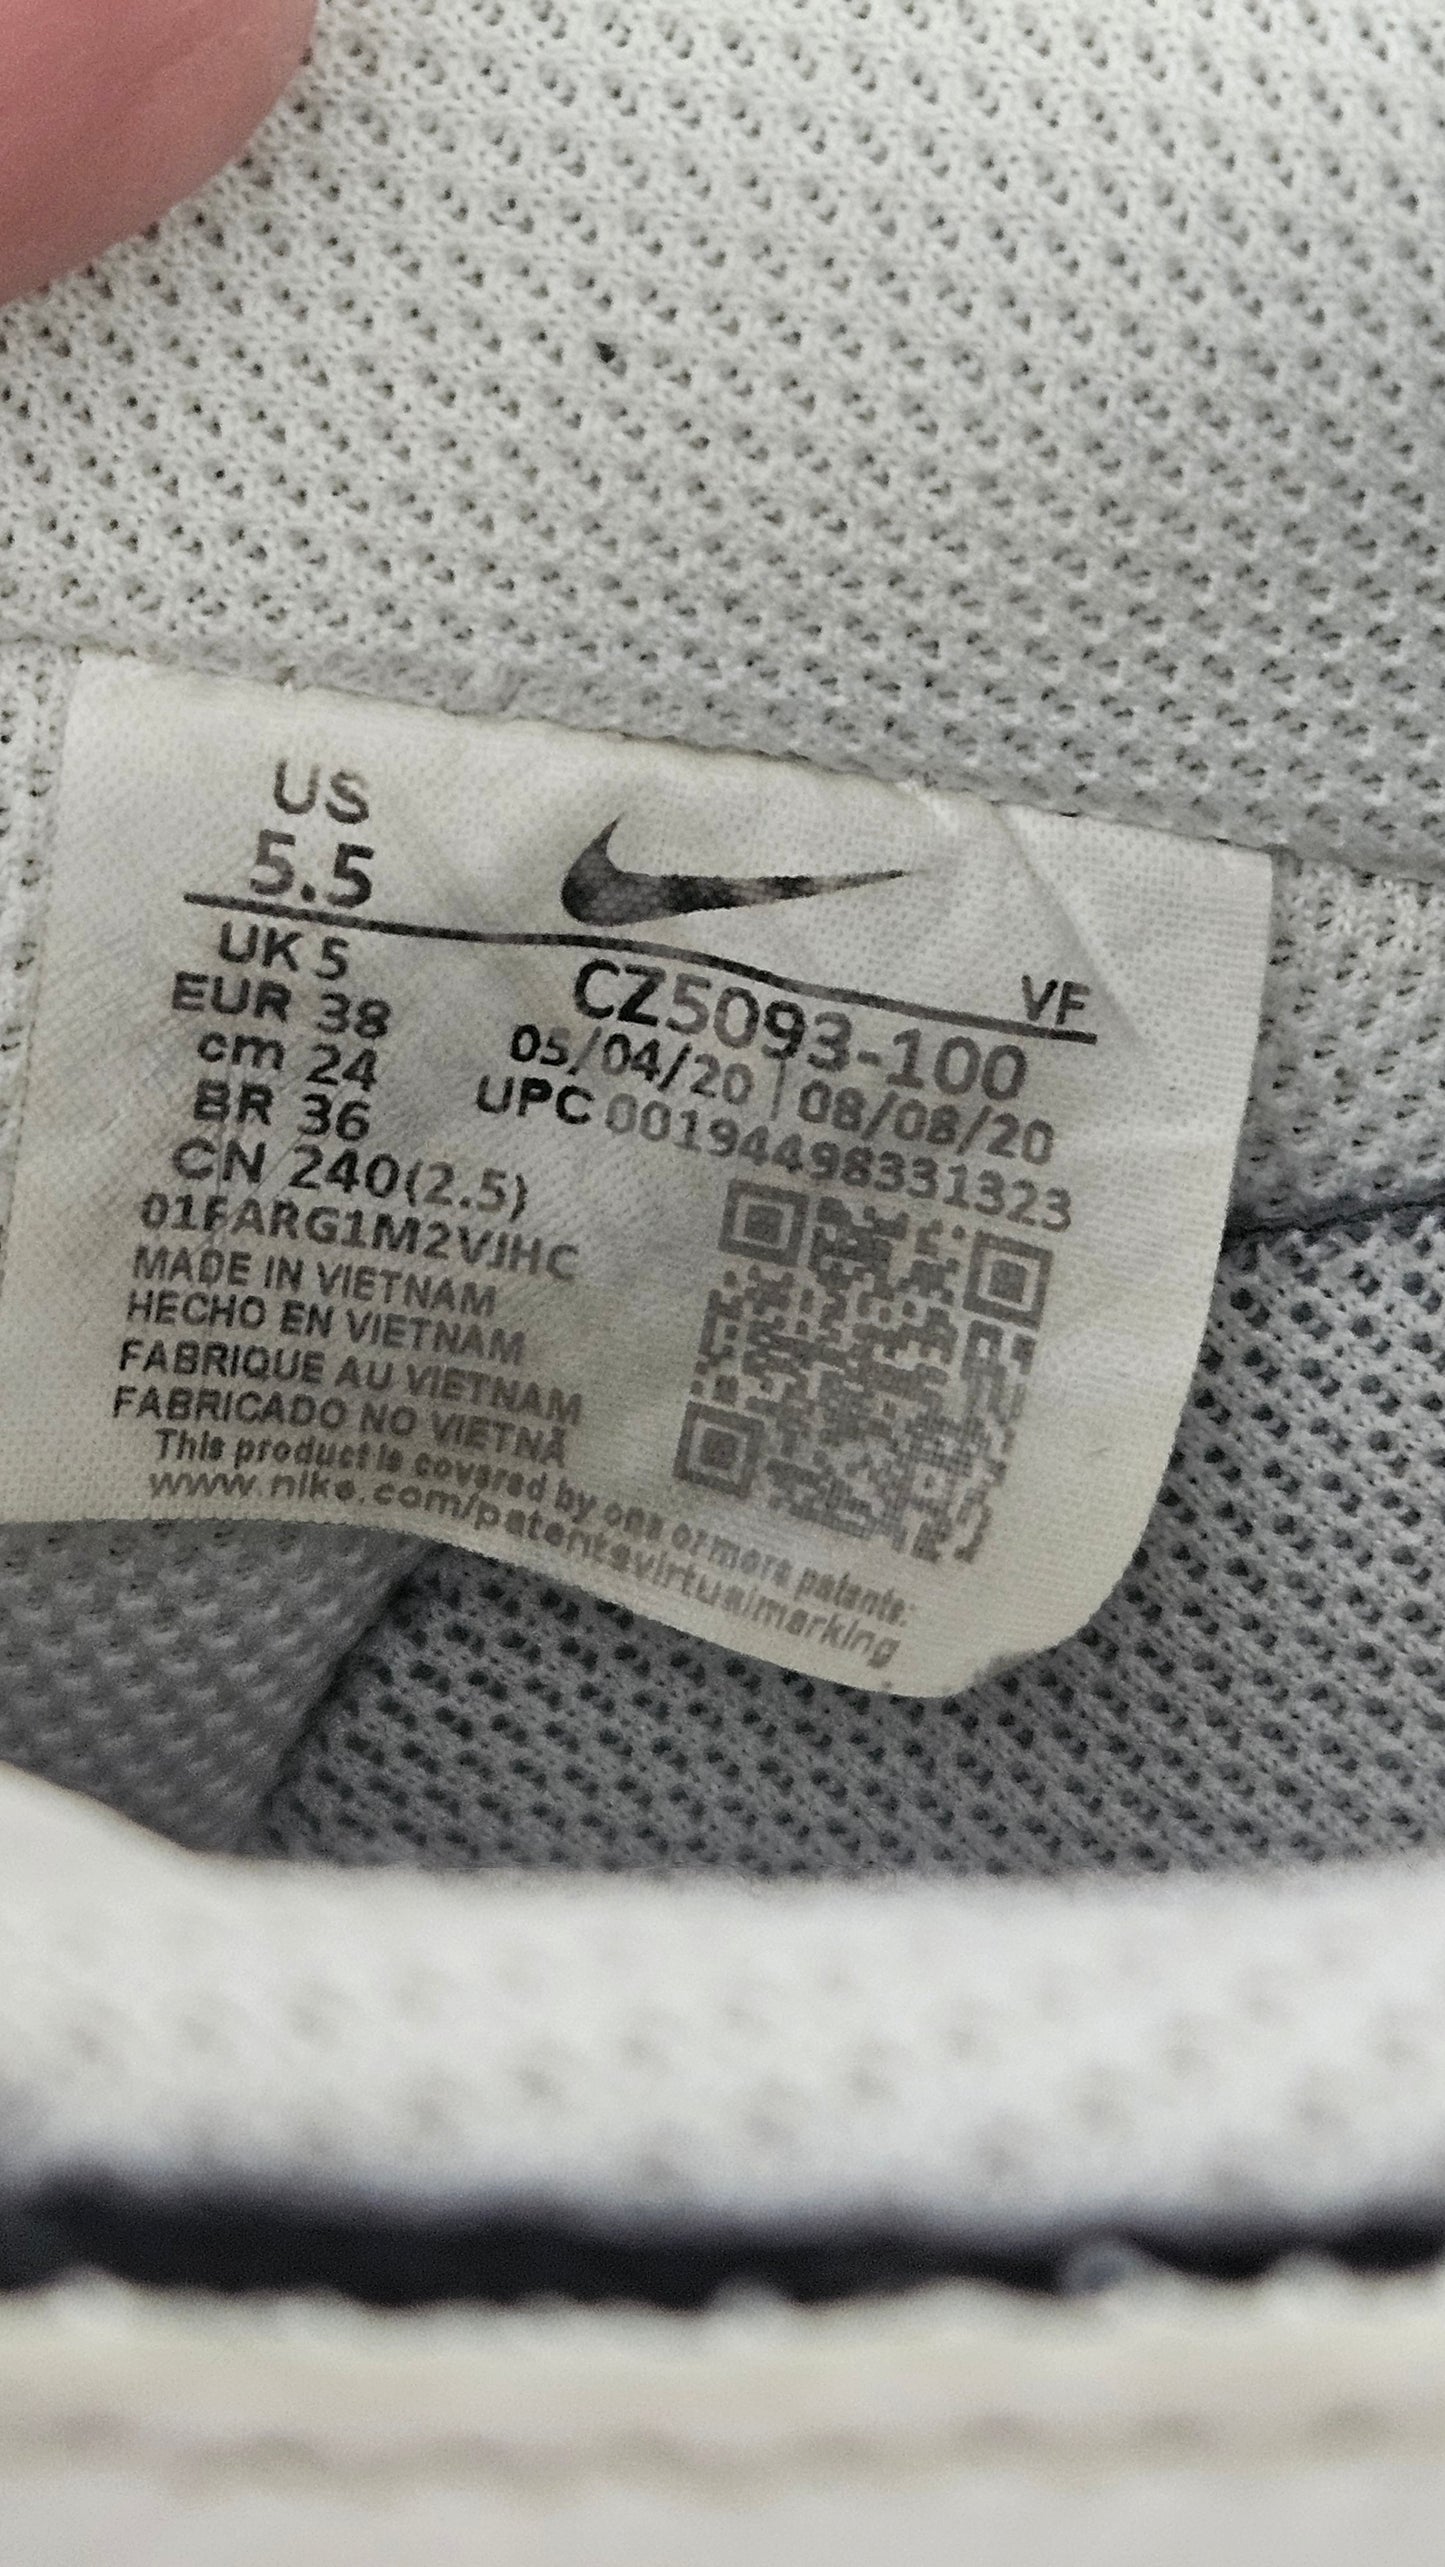 US
5.5
UK 5
EUR 38
cm 24
BR 36
CN 240(2.5)
VF
CZ5093-100
05/04/20 | 08/08/20
UPC 00194498331323
01FARG1M2VJHC
MADE IN VIETNAM
HECHO EN VIETNAM
FABRIQUE AU VIETNAM
FABRICADO NO VIETNÃ
This product is covered by one or more patents:
www.nike.com/patentsvirtualmarking